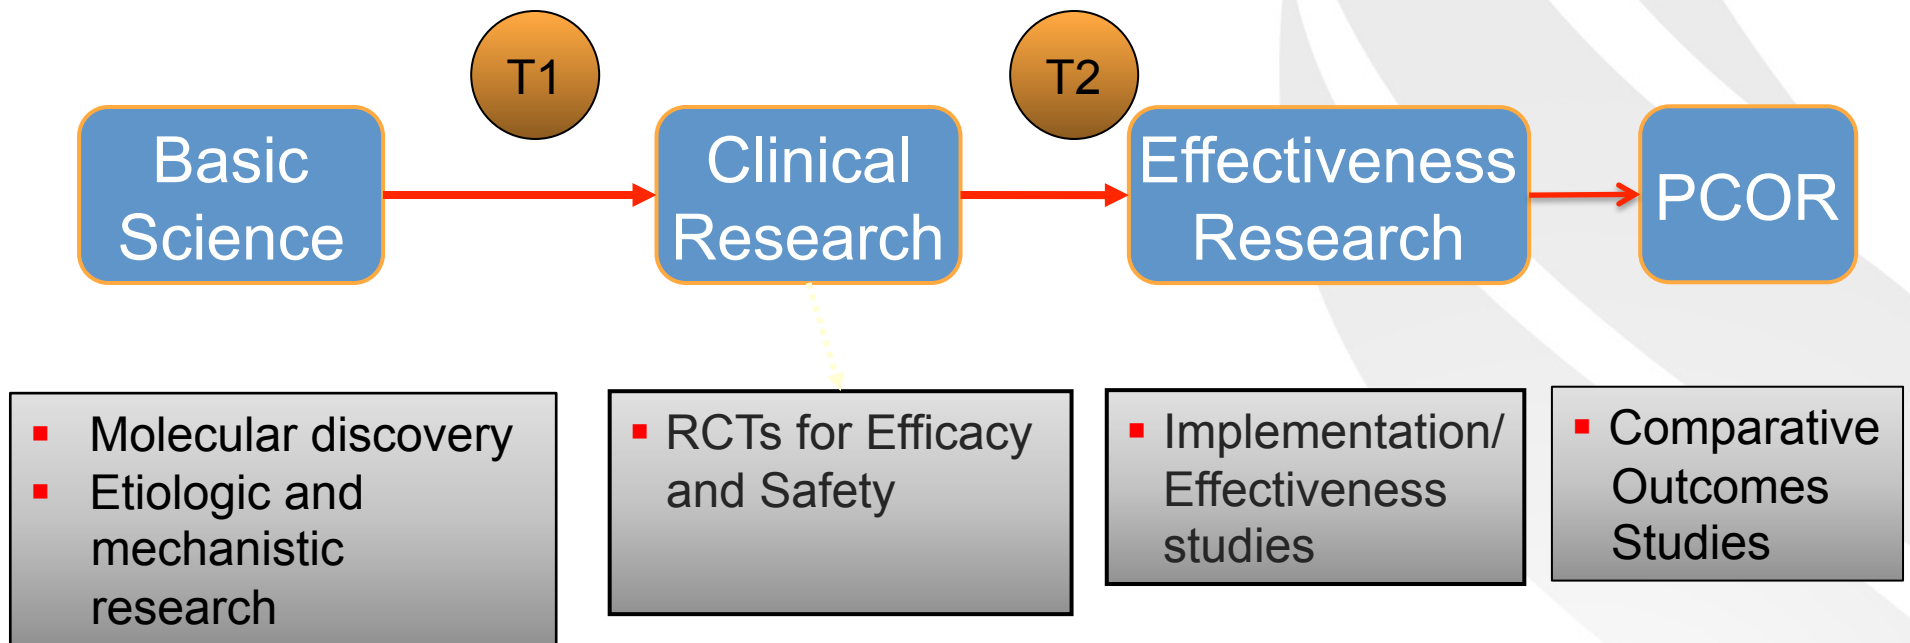 T1
T2
Basic
Science
Clinical
Research
Effectiveness
Research
PCOR
▪ Molecular discovery
▪ Etiologic and
mechanistic
research
▪ RCTs for Efficacy
and Safety
▪ Implementation/
Effectiveness
studies
▪ Comparative
Outcomes
Studies